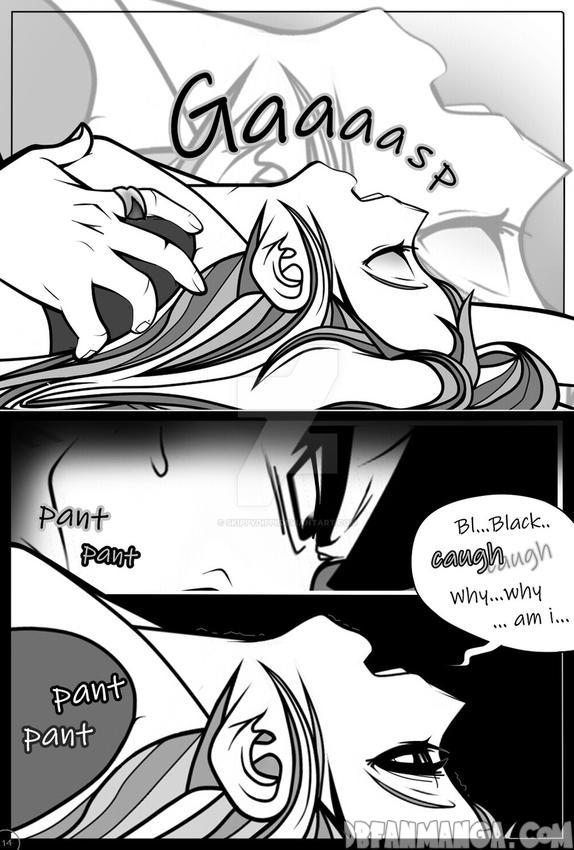 Gaaaasp
pant
pant
Bl...Black..
caugh caugh
why...why
... am i...
pant
pant
14
DBFANMANGA.COM